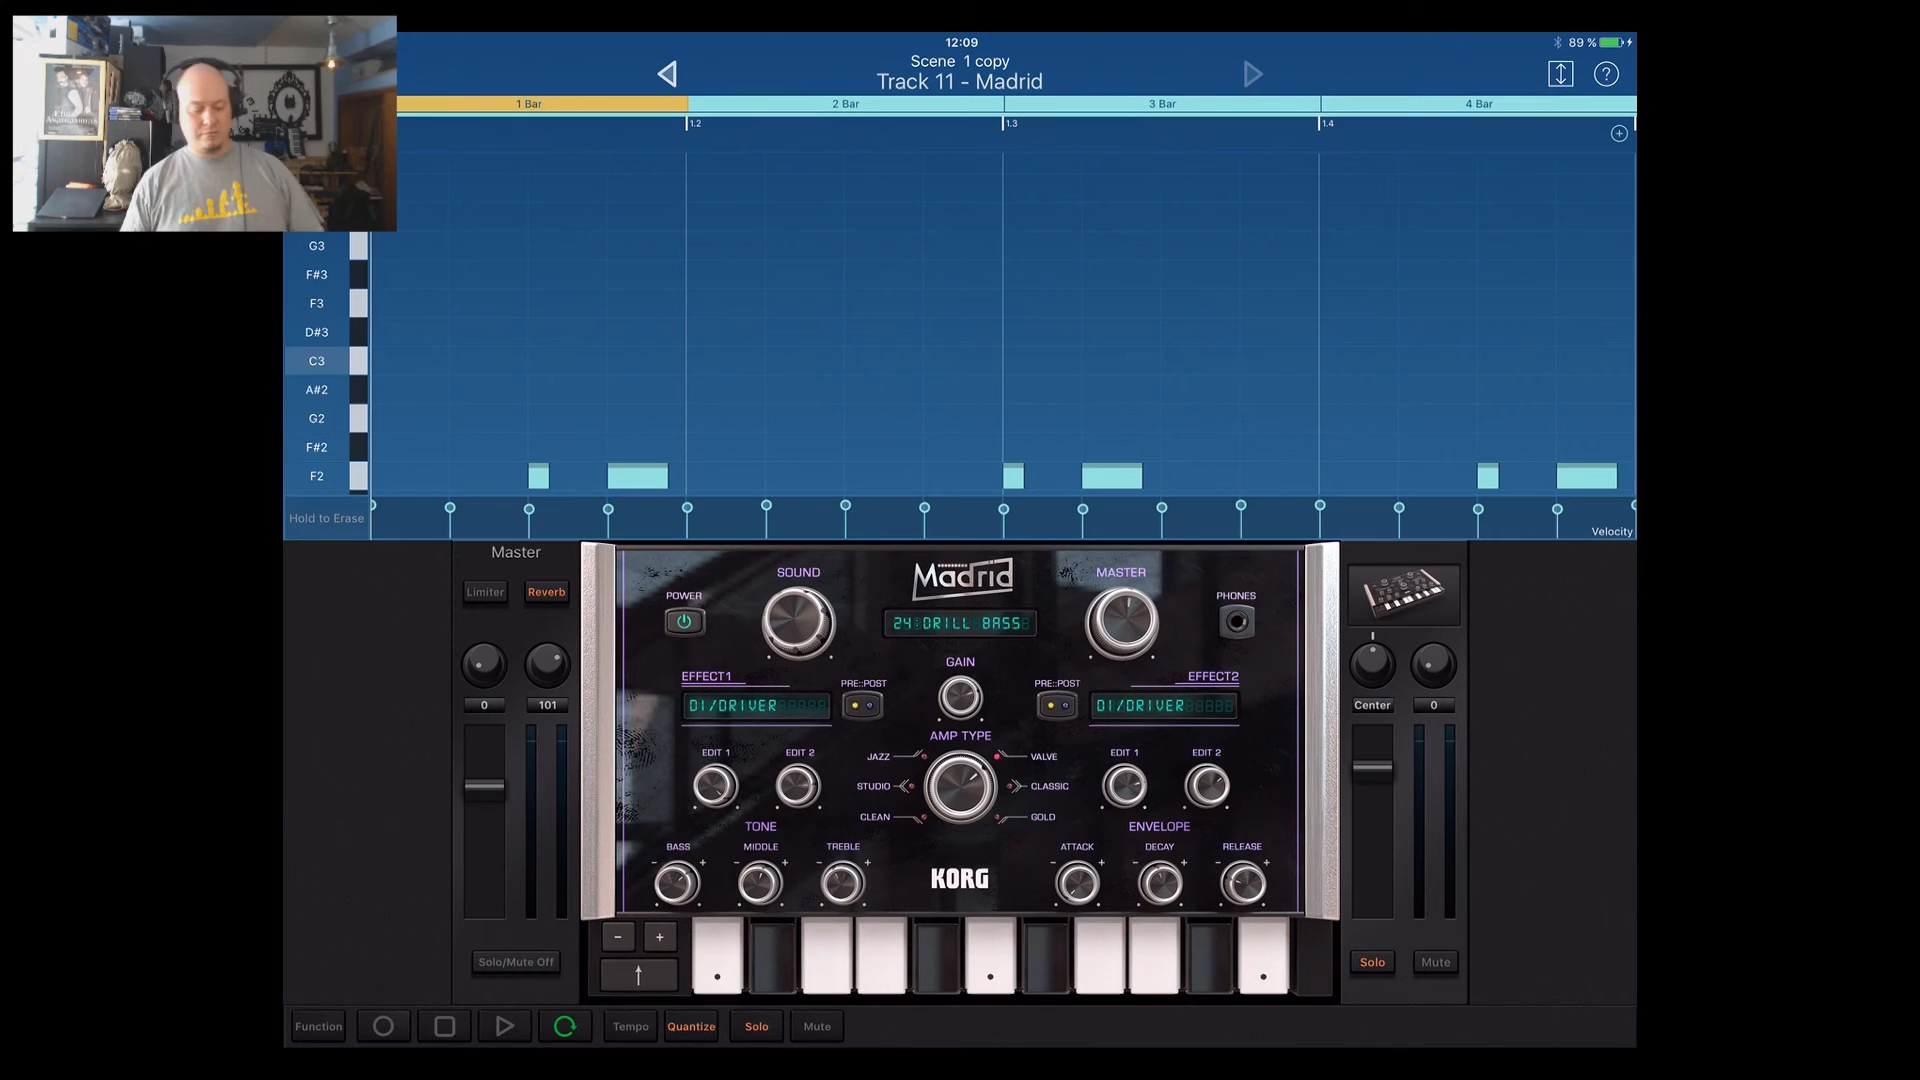 12:09
89 %
Scene 1 copy
Track 11 - Madrid
1 Bar
2 Bar
3 Bar
4 Bar
1.2
1.3
1.4
G3
F#3
F3
D#3
C3
A#2
G2
F#2
F2
Hold to Erase
Velocity
Master
Limiter
Reverb
0
101
Solo/Mute Off
SOUND
Madrid
MASTER
POWER
PHONES
24:DRILL BASS
GAIN
EFFECT1
PRE::POST
PRE::POST
EFFECT2
DI/DRIVER
DI/DRIVER
AMP TYPE
EDIT 1
EDIT 2
JAZZ
VALVE
EDIT 1
EDIT 2
STUDIO
CLASSIC
CLEAN
GOLD
TONE
ENVELOPE
BASS
MIDDLE
TREBLE
ATTACK
DECAY
RELEASE
KORG
Center
0
Solo
Mute
Function
Tempo
Quantize
Solo
Mute